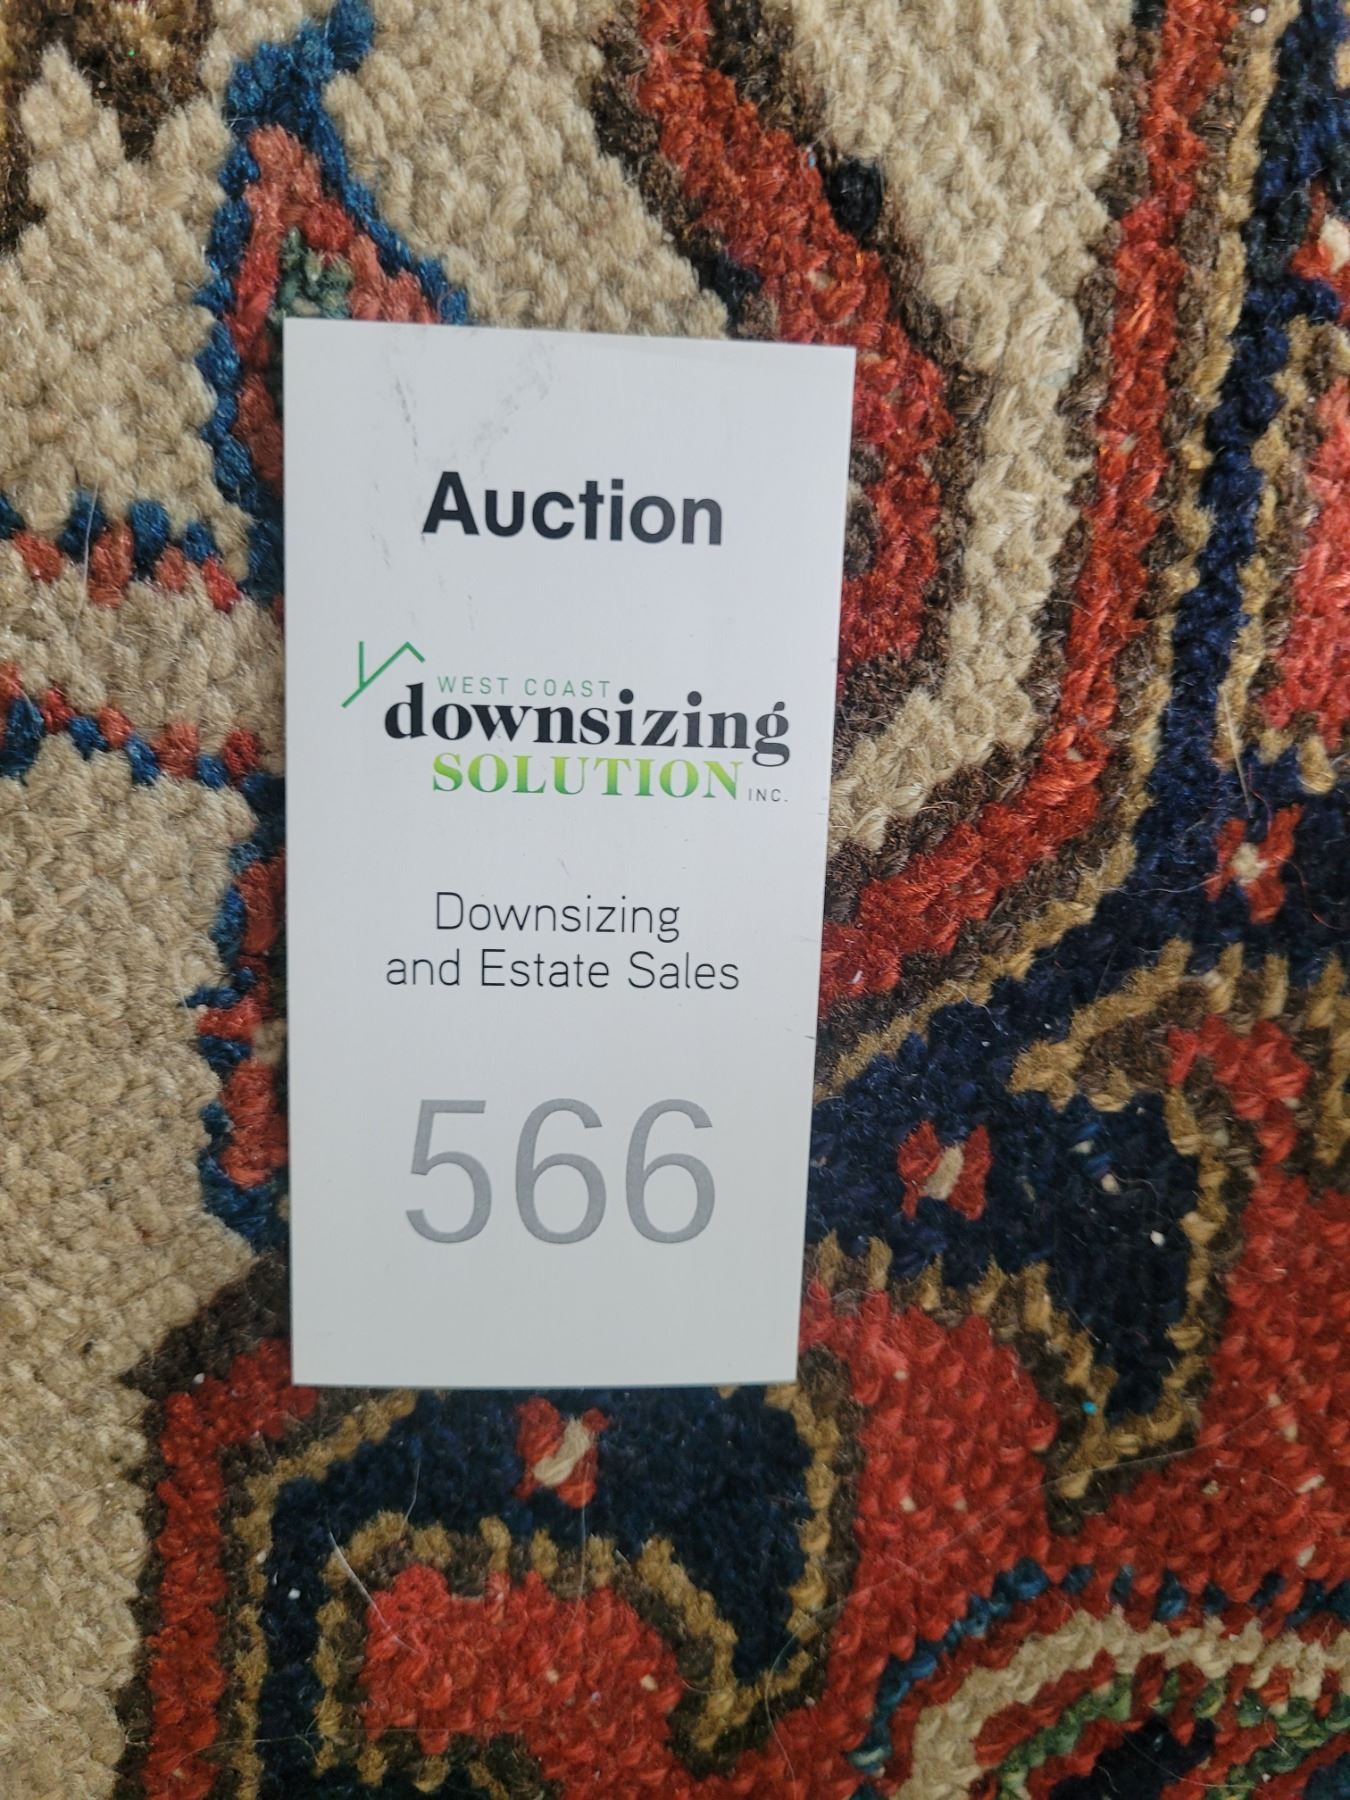 Auction
WEST COAST
downsizing
SOLUTION INC.
Downsizing
and Estate Sales
566